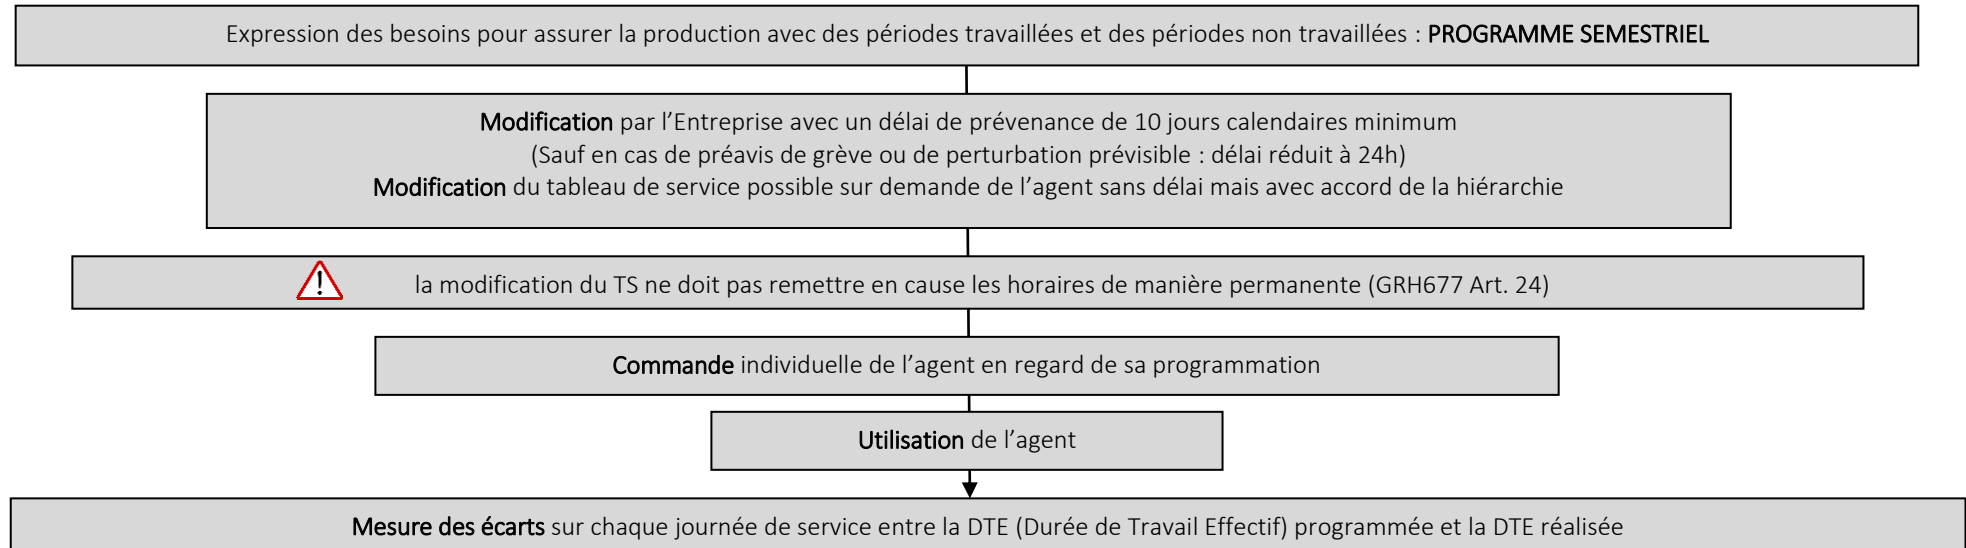 Expression des besoins pour assurer la production avec des périodes travaillées et des périodes non travaillées : PROGRAMME SEMESTRIEL
Modification par l’Entreprise avec un délai de prévenance de 10 jours calendaires minimum
(Sauf en cas de préavis de grève ou de perturbation prévisible : délai réduit à 24h)
Modification du tableau de service possible sur demande de l’agent sans délai mais avec accord de la hiérarchie
! la modification du TS ne doit pas remettre en cause les horaires de manière permanente (GRH677 Art. 24)
Commande individuelle de l’agent en regard de sa programmation
Utilisation de l’agent
Mesure des écarts sur chaque journée de service entre la DTE (Durée de Travail Effectif) programmée et la DTE réalisée